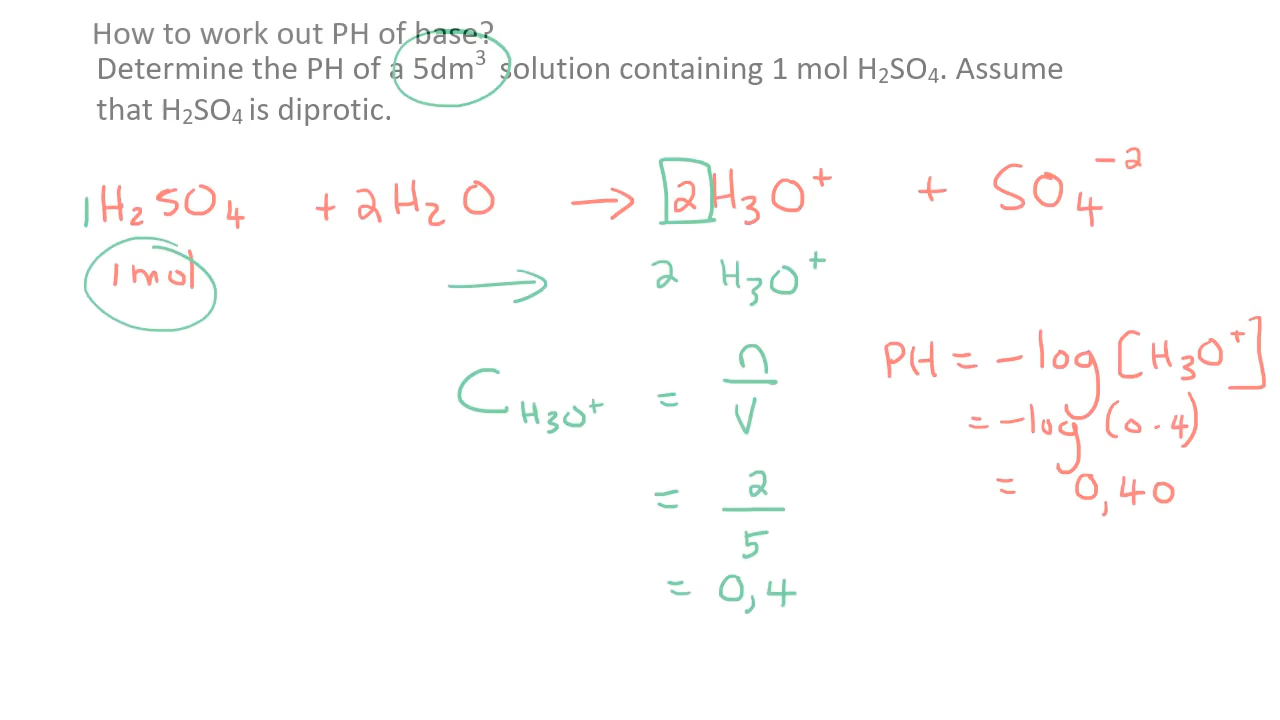 How to work out PH of base?
Determine the PH of a 5dm³ solution containing 1 mol H₂SO₄. Assume
that H₂SO₄ is diprotic.
1H₂SO₄ + 2H₂O → 2H₃O⁺ + SO₄⁻²
1mol → 2 H₃O⁺
C H₃O⁺ = n/V
= 2/5
= 0,4
PH = -log [H₃O⁺]
= -log (0.4)
= 0,40